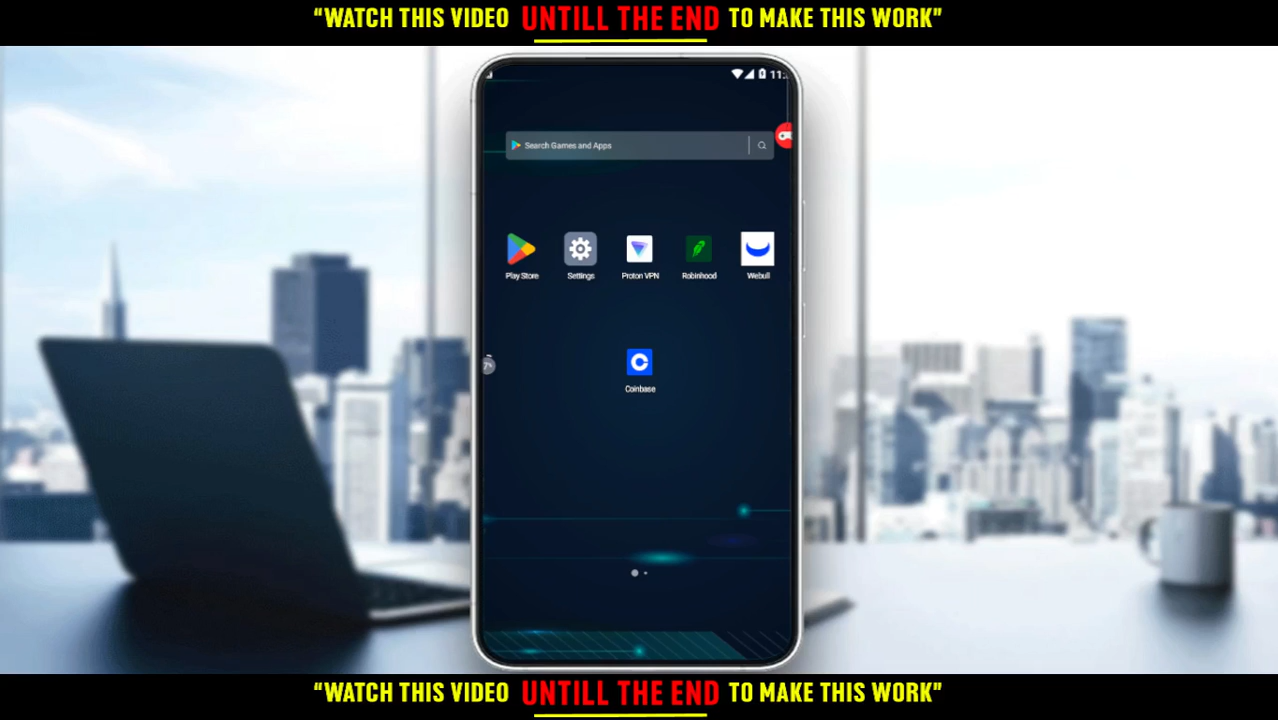 “WATCH THIS VIDEO UNTILL THE END TO MAKE THIS WORK”
11:
Search Games and Apps
Play Store Settings Proton VPN Robinhood Webull
Coinbase
“WATCH THIS VIDEO UNTILL THE END TO MAKE THIS WORK”